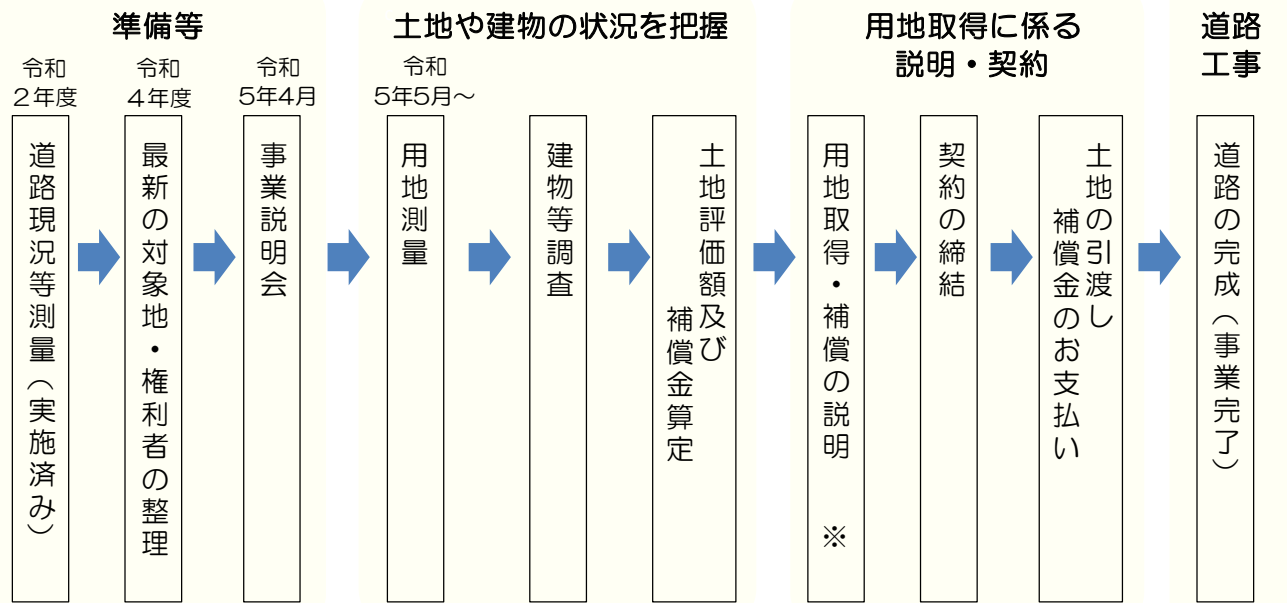 準備等
令和
２年度
道路現況等測量（実施済み）
令和
４年度
最新の対象地・権利者の整理
令和
5年4月
事業説明会
土地や建物の状況を把握
令和
5年5月～
用地測量
建物等調査
土地評価額及び
補償金算定
用地取得に係る
説明・契約
用地取得・補償の説明　※
契約の締結
土地の引渡し
補償金のお支払い
道路
工事
道路の完成（事業完了）